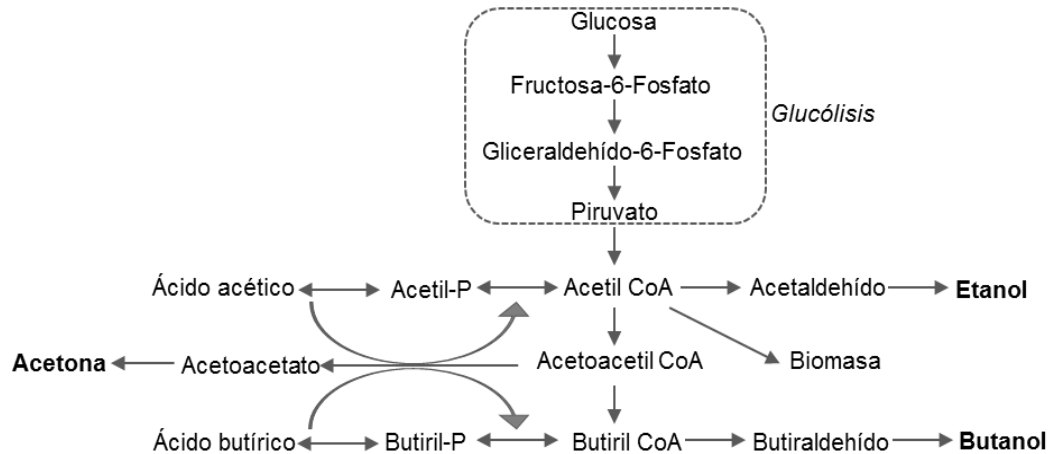 Glucosa
Fructosa-6-Fosfato
Glucólisis
Gliceraldehído-6-Fosfato
Piruvato
Ácido acético Acetil-P Acetil CoA Acetaldehído Etanol
Acetona Acetoacetato Acetoacetil CoA Biomasa
Ácido butírico Butiril-P Butiril CoA Butiraldehído Butanol